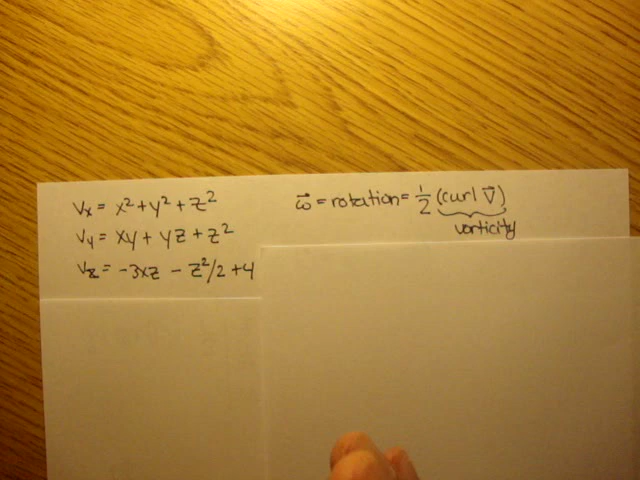 Vx = x² + y² + z²
Vy = xy + yz + z²
Vz = -3xz - z²/2 + 4
ω⃗ = rotation = ½ (curl V⃗)
vorticity